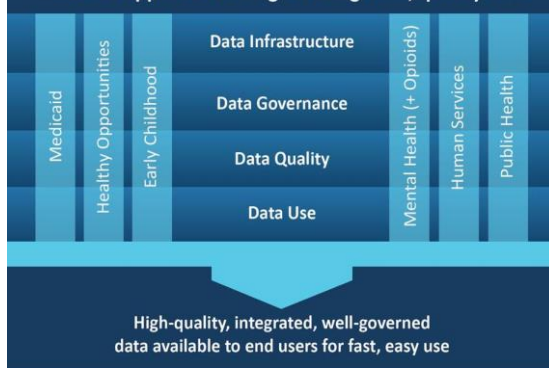 Data Infrastructure
Data Governance
Data Quality
Data Use
Medicaid
Healthy Opportunities
Early Childhood
Mental Health (+ Opioids)
Human Services
Public Health
High-quality, integrated, well-governed
data available to end users for fast, easy use